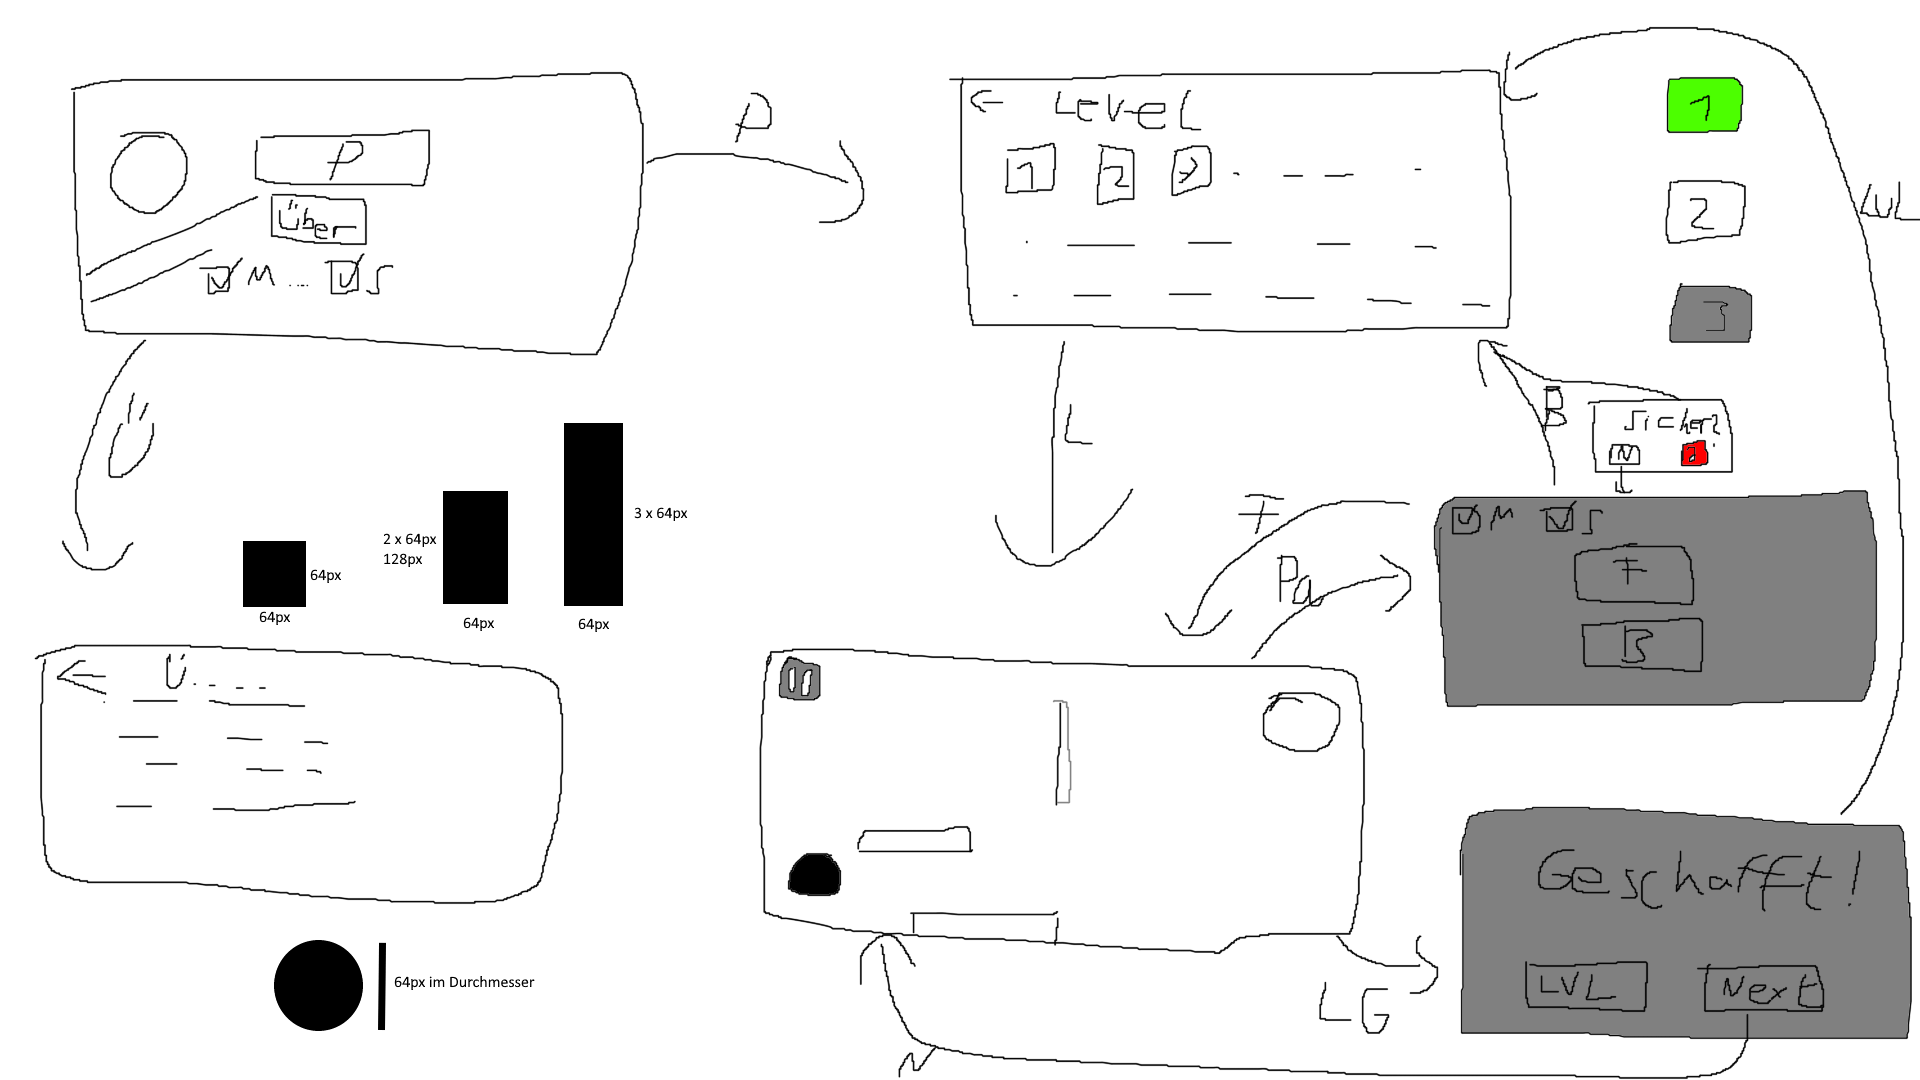 P
Über
M ....
S
P
← Level
1 2 3
1
2
3
LVL
Ü
64px
64px
2 x 64px
128px
64px
3 x 64px
64px
L
B
Sicher?
N J
F
Pa
M S
F
B
← Ü. - - -
64px im Durchmesser
Geschafft!
LVL Next
LG
N